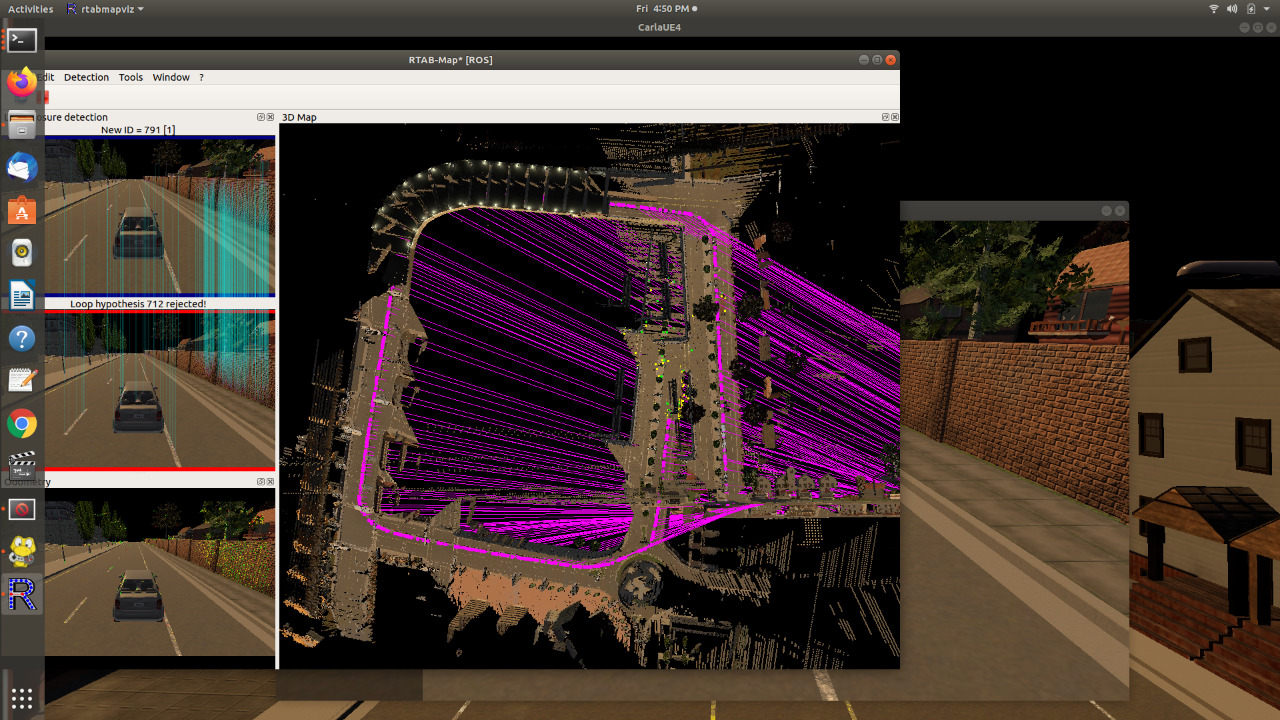 Activities
rtabmapviz
Fri 4:50 PM
CarlaUE4
RTAB-Map* [ROS]
dit Detection Tools Window ?
osure detection
3D Map
New ID = 791 [1]
Loop hypothesis 712 rejected!
Odometry